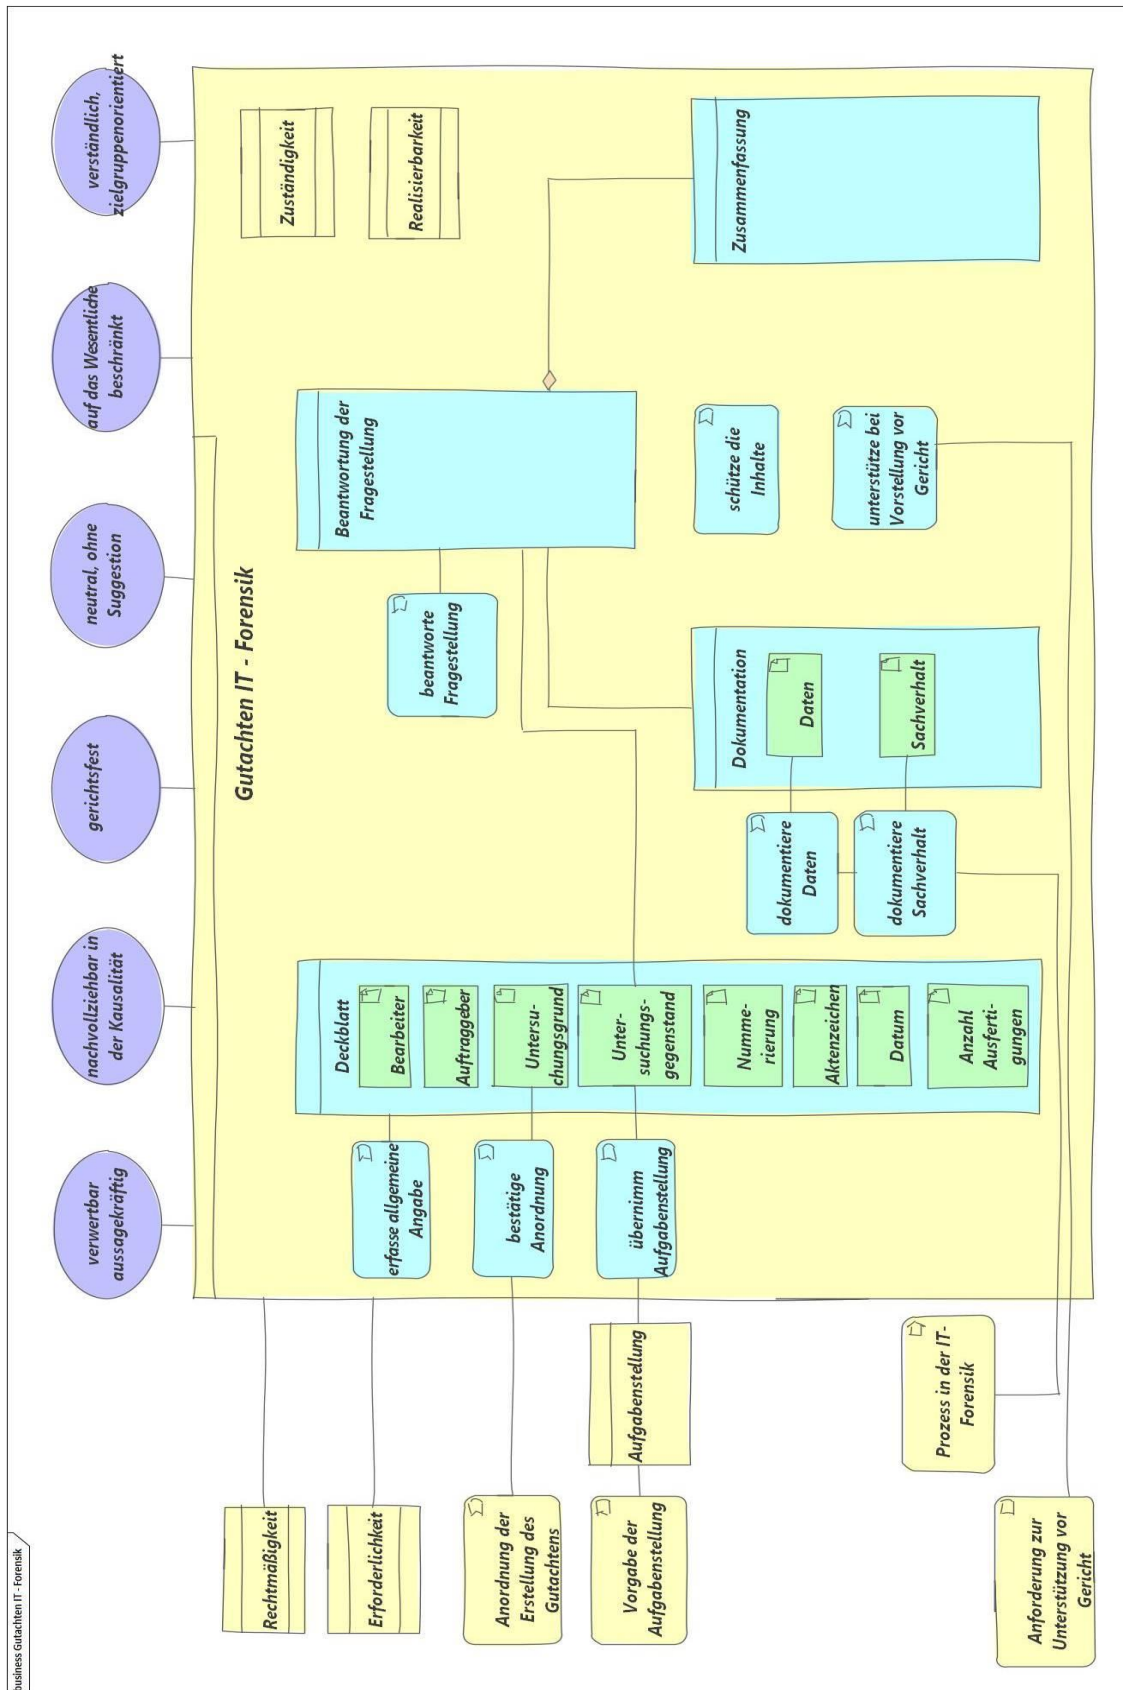 business Gutachten IT - Forensik
verwertbar
aussagekräftig
nachvollziehbar in
der Kausalität
gerichtsfest
neutral, ohne
Suggestion
auf das Wesentliche
beschränkt
verständlich,
zielgruppenorientiert
Gutachten IT - Forensik
Rechtmäßigkeit
Erforderlichkeit
Anordnung der
Erstellung des
Gutachtens
Vorgabe der
Aufgabenstellung
Aufgabenstellung
Anforderung zur
Unterstützung vor
Gericht
Prozess in der IT-
Forensik
erfasse allgemeine
Angabe
bestätige
Anordnung
übernimm
Aufgabenstellung
Deckblatt
Bearbeiter
Auftraggeber
Untersu-
chungsgrund
Unter-
suchungs-
gegenstand
Numme-
rierung
Aktenzeichen
Datum
Anzahl
Ausferti-
gungen
dokumentiere
Daten
dokumentiere
Sachverhalt
Dokumentation
Daten
Sachverhalt
beantworte
Fragestellung
Beantwortung der
Fragestellung
schütze die
Inhalte
unterstütze bei
Vorstellung vor
Gericht
Zuständigkeit
Realisierbarkeit
Zusammenfassung